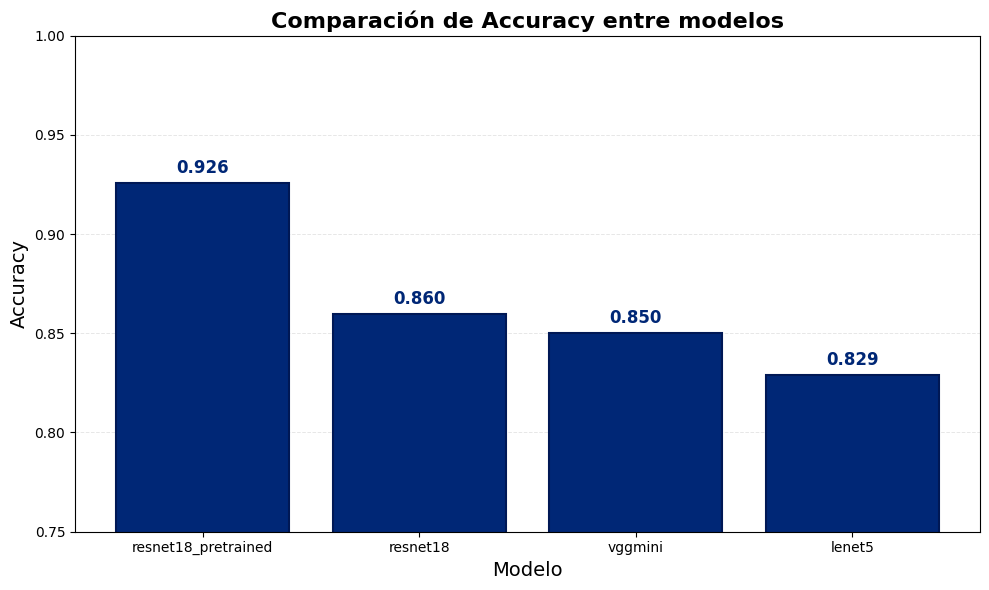 Comparación de Accuracy entre modelos
1.00
0.95
0.90
0.85
0.80
0.75
Accuracy
0.926
0.860
0.850
0.829
resnet18_pretrained
resnet18
vggmini
lenet5
Modelo